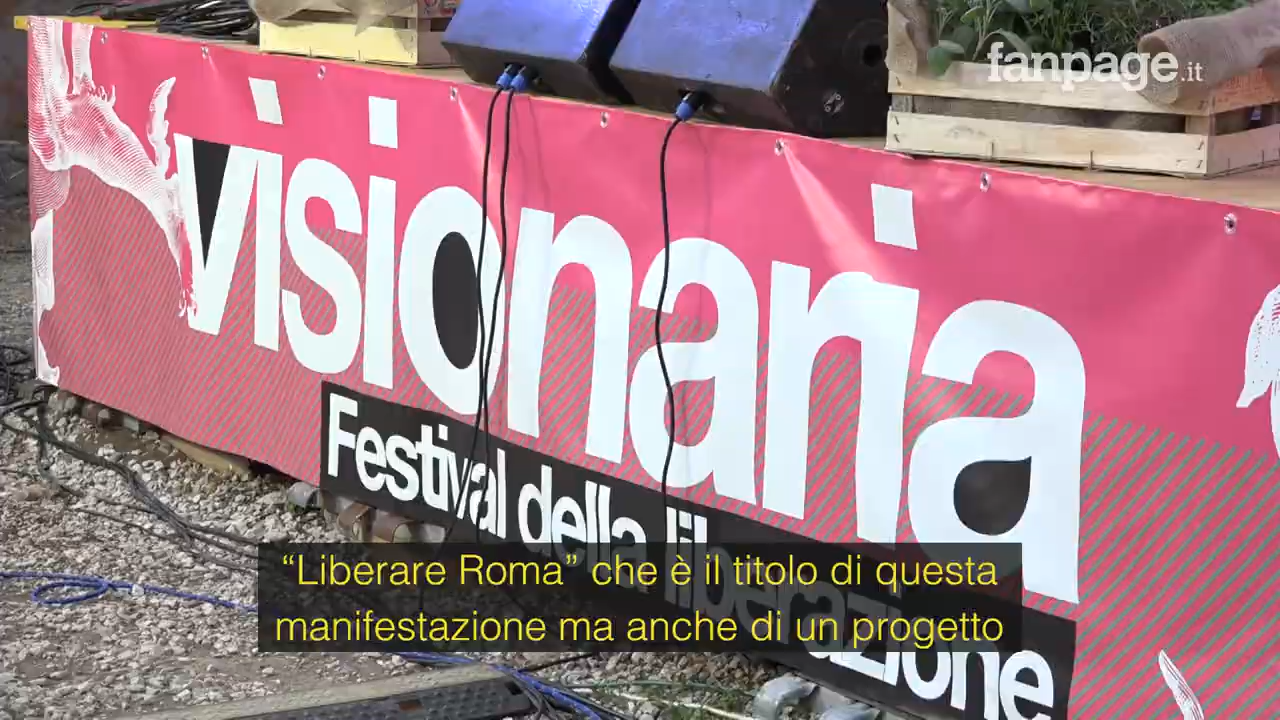 fanpage.it
visionaria
Festival della liberazione
“Liberare Roma” che è il titolo di questa
manifestazione ma anche di un progetto